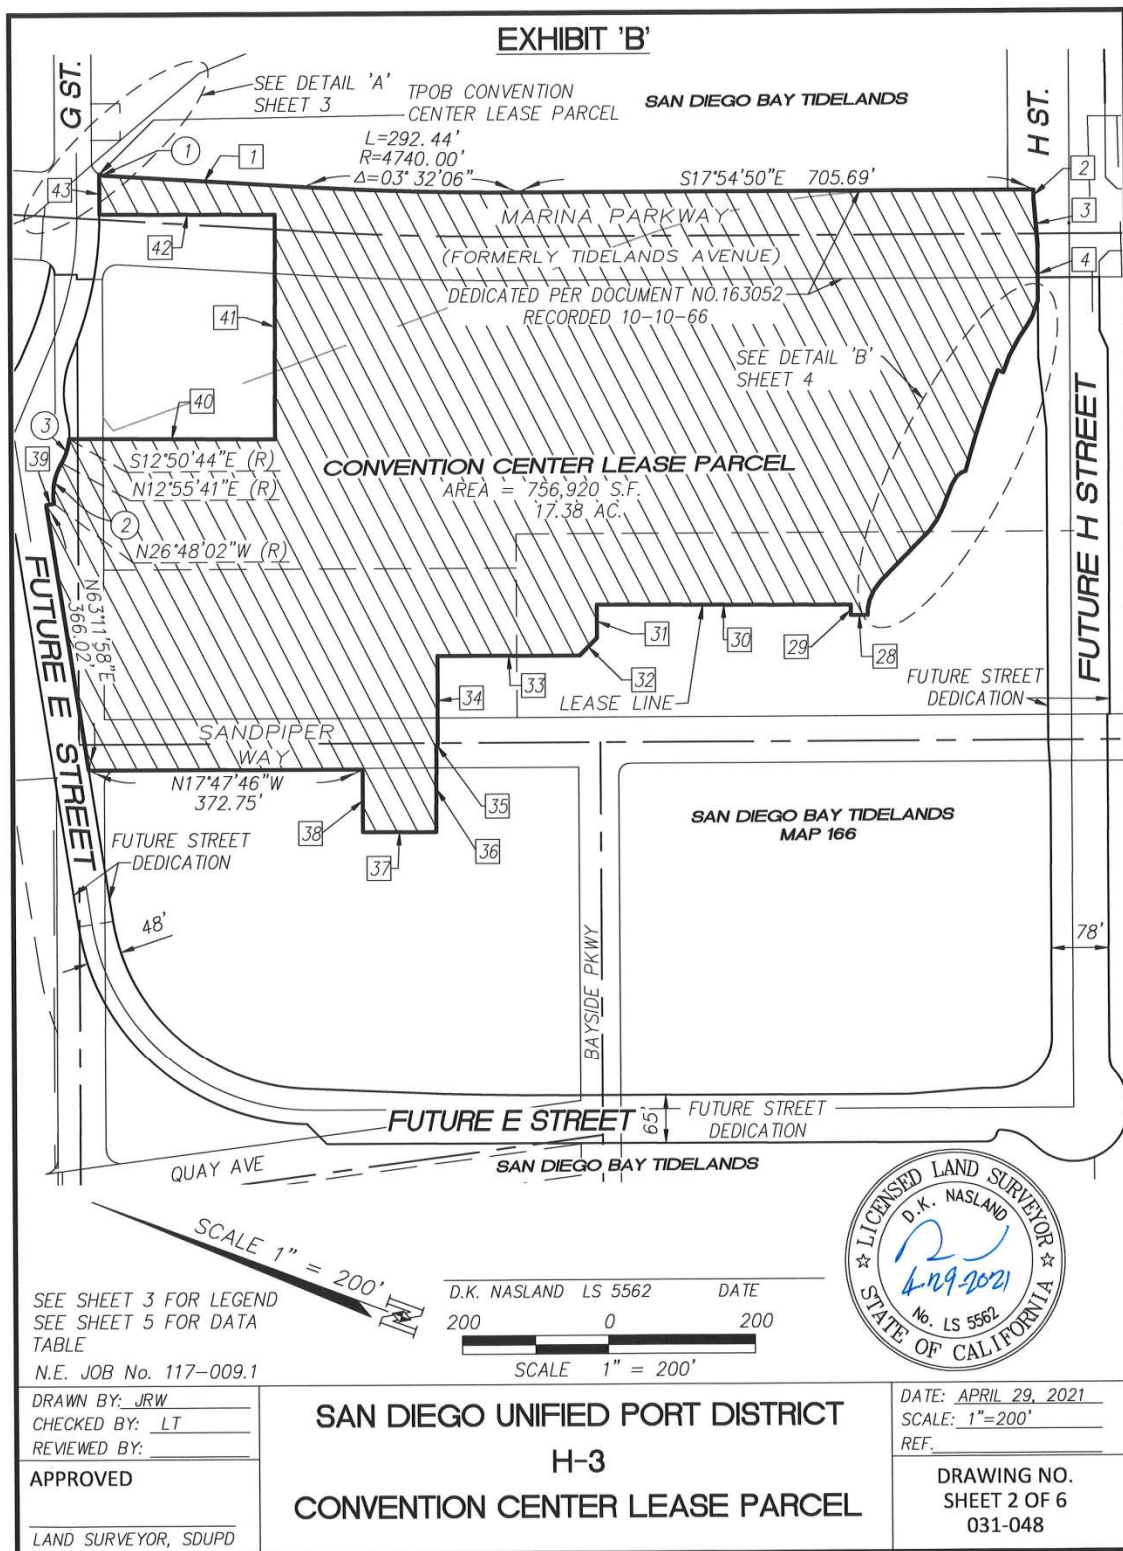 EXHIBIT 'B'
G ST.
SEE DETAIL 'A'
SHEET 3
TPOB CONVENTION
CENTER LEASE PARCEL
SAN DIEGO BAY TIDELANDS
H ST.
L=292.44'
R=4740.00'
Δ=03°32'06"
S17°54'50"E 705.69'
1
1
2
43
3
MARINA PARKWAY
42
4
(FORMERLY TIDELANDS AVENUE)
DEDICATED PER DOCUMENT NO.163052
RECORDED 10-10-66
41
SEE DETAIL 'B'
SHEET 4
40
3
39
S12°50'44"E (R)
N12°55'41"E (R)
2
N26°48'02"W (R)
CONVENTION CENTER LEASE PARCEL
AREA = 756,920 S.F.
17.38 AC.
FUTURE H STREET
FUTURE E STREET
N63°11'58"E
366.02'
31
30
29
28
32
33
34
LEASE LINE
FUTURE STREET
DEDICATION
SANDPIPER
WAY
N17°47'46"W
372.75'
35
38
36
37
SAN DIEGO BAY TIDELANDS
MAP 166
FUTURE STREET
DEDICATION
48'
78'
BAYSIDE PKWY
FUTURE E STREET
65'
FUTURE STREET
DEDICATION
QUAY AVE
SAN DIEGO BAY TIDELANDS
SCALE 1" = 200'
N
LICENSED LAND SURVEYOR
D.K. NASLAND
4-29-2021
No. LS 5562
STATE OF CALIFORNIA
SEE SHEET 3 FOR LEGEND
SEE SHEET 5 FOR DATA
TABLE
N.E. JOB No. 117-009.1
D.K. NASLAND LS 5562 DATE
200 0 200
SCALE 1" = 200'
DRAWN BY: JRW
CHECKED BY: LT
REVIEWED BY:
APPROVED
LAND SURVEYOR, SDUPD
SAN DIEGO UNIFIED PORT DISTRICT
H-3
CONVENTION CENTER LEASE PARCEL
DATE: APRIL 29, 2021
SCALE: 1"=200'
REF.
DRAWING NO.
SHEET 2 OF 6
031-048